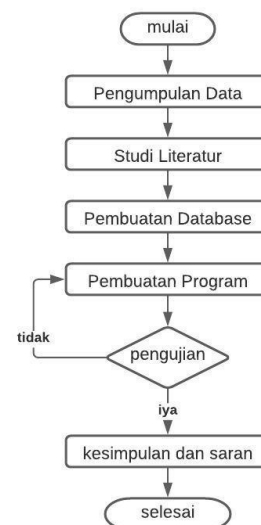 mulai
Pengumpulan Data
Studi Literatur
Pembuatan Database
Pembuatan Program
tidak
pengujian
iya
kesimpulan dan saran
selesai